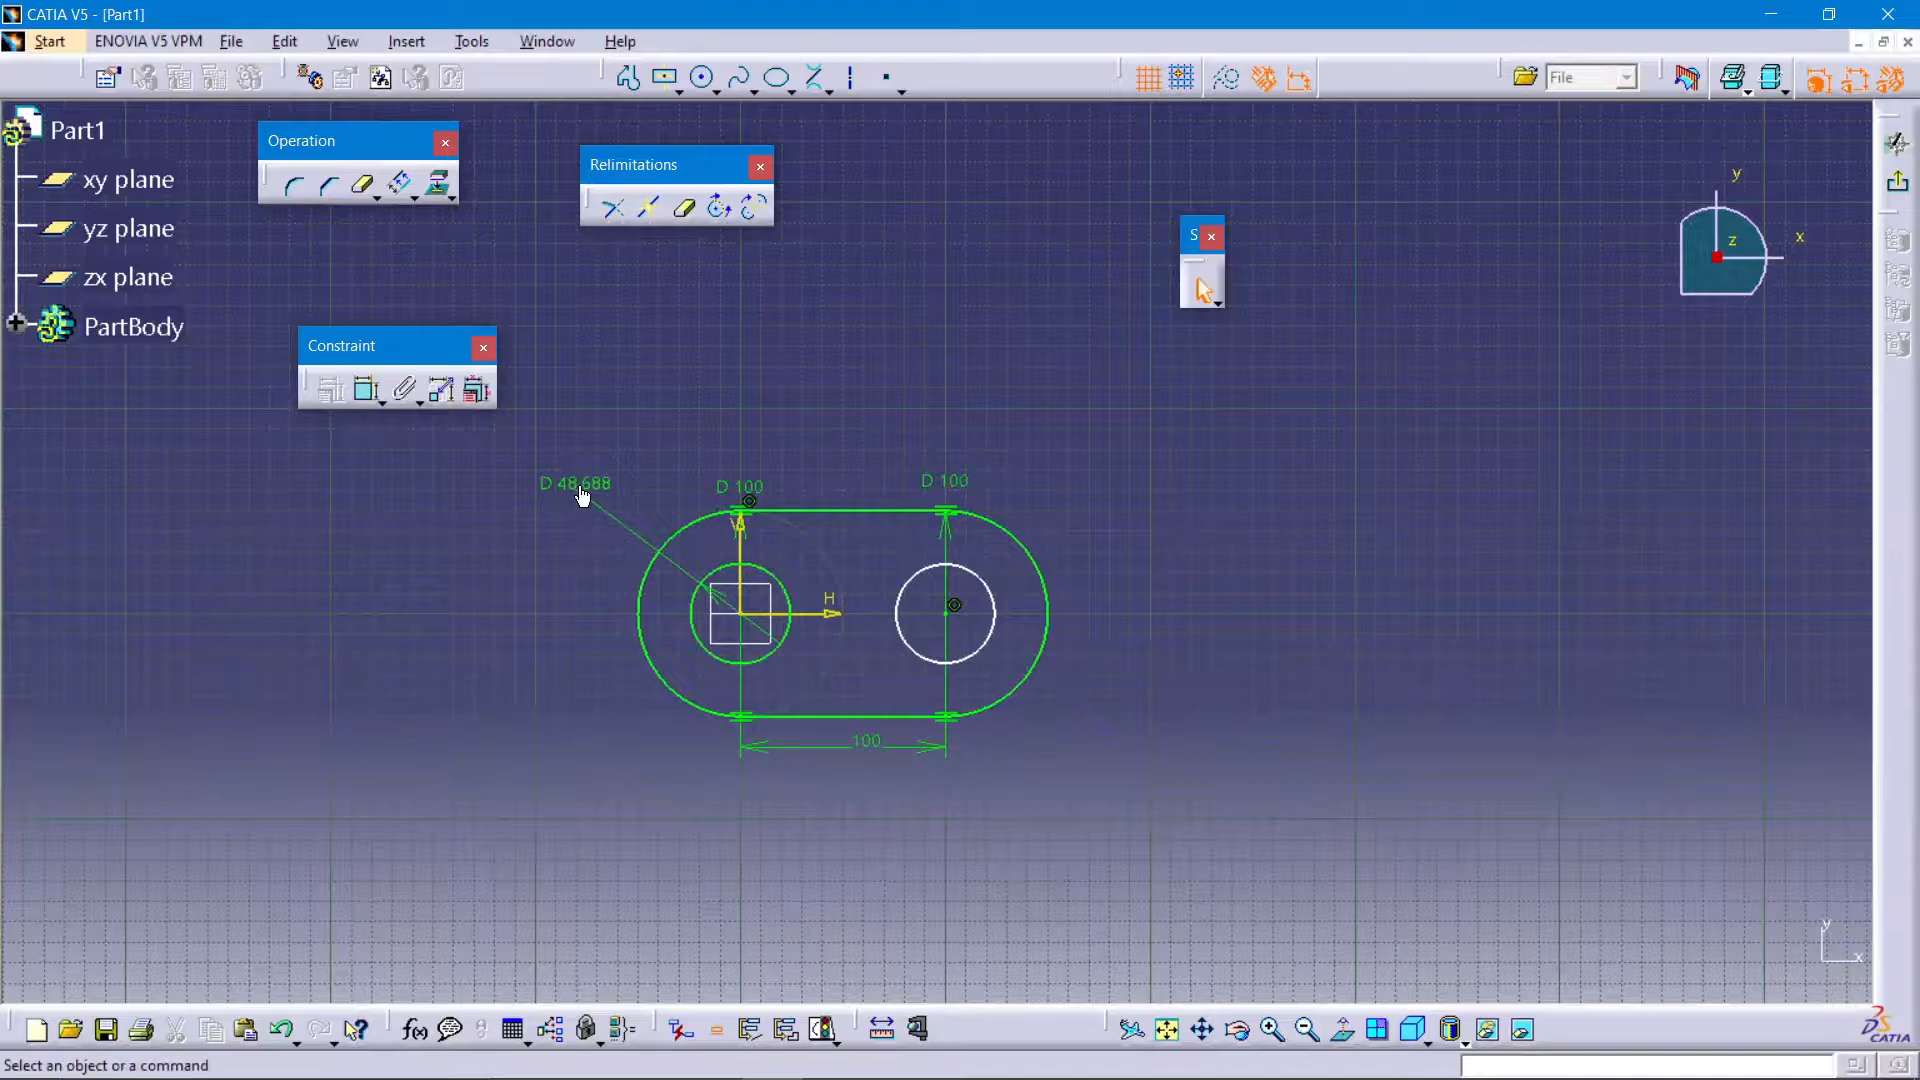 CATIA V5 - [Part1]
Start ENOVIA V5 VPM File Edit View Insert Tools Window Help
File
Part1
Operation
Relimitations
xy plane
y
S
x
z
yz plane
zx plane
PartBody
Constraint
D 48.688
D 100
D 100
V
H
100
y
x
f(x)
DS
CATIA
Select an object or a command